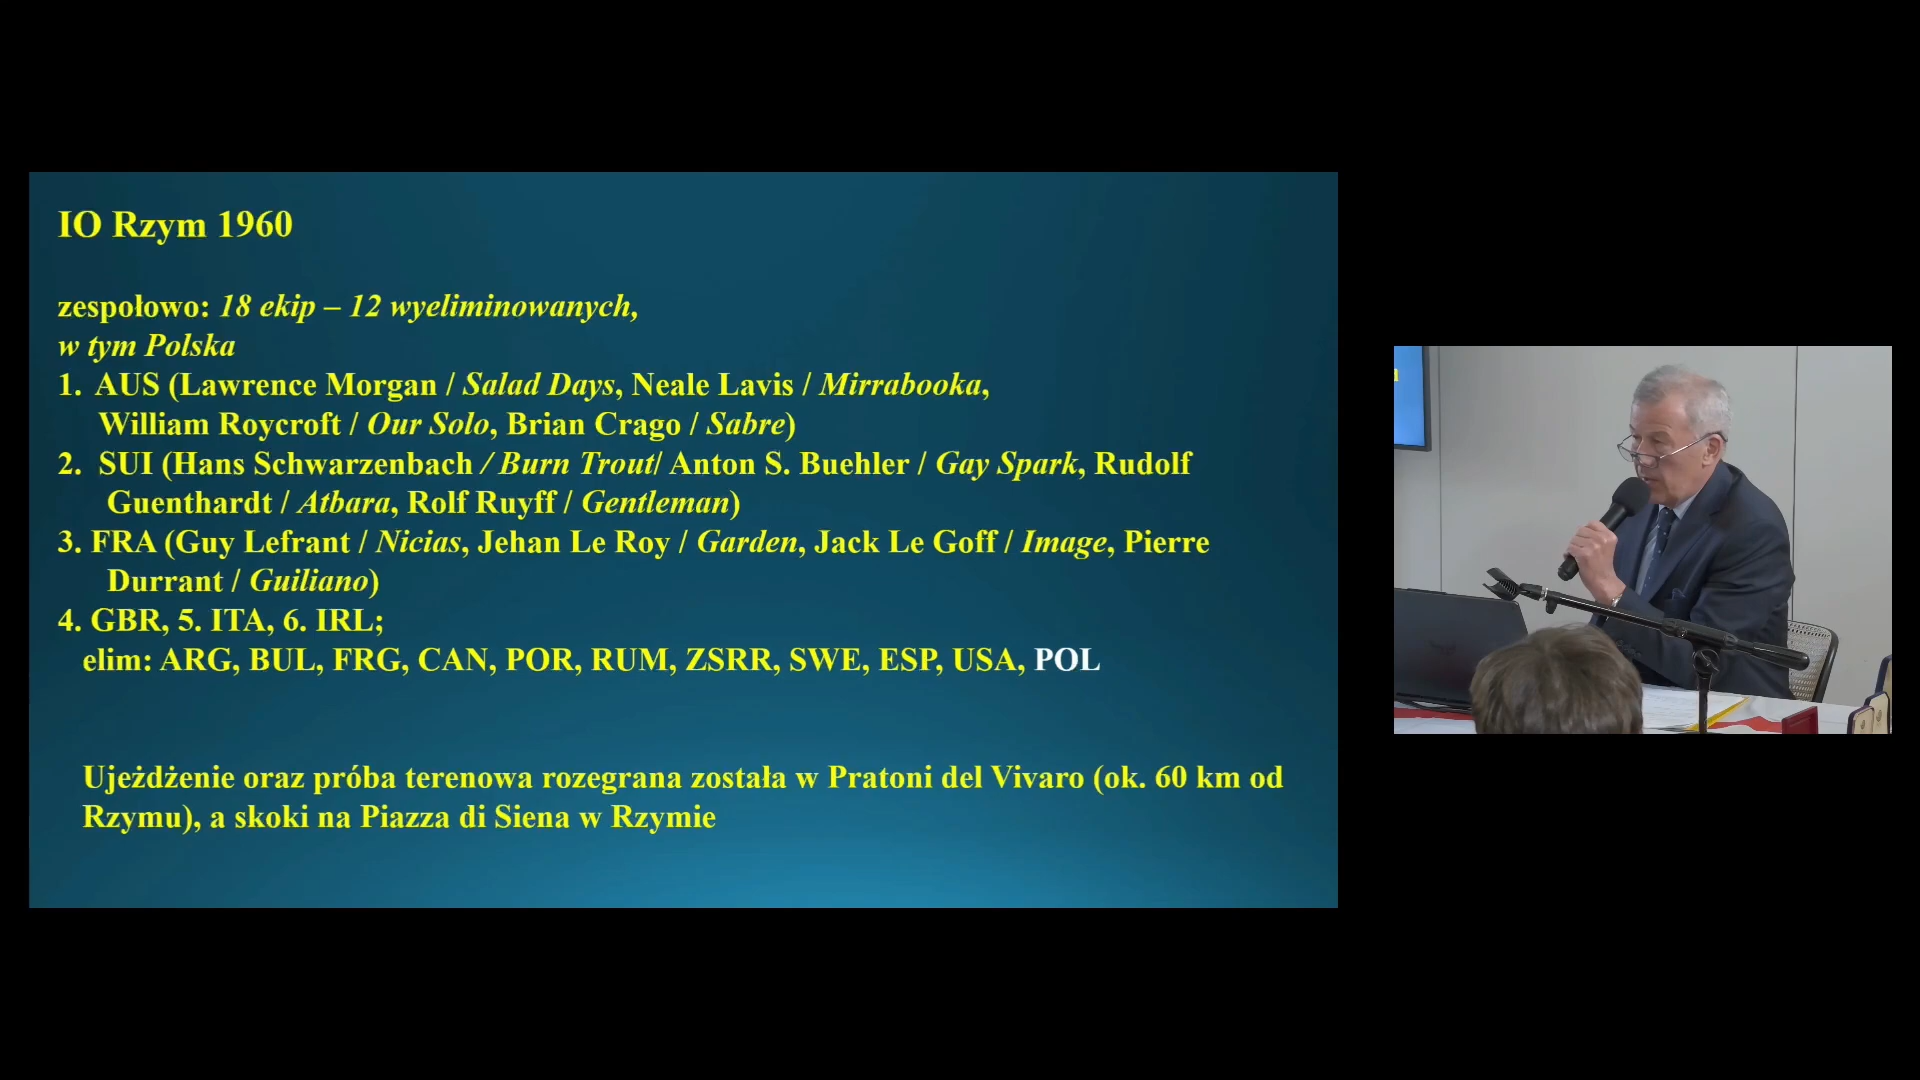 IO Rzym 1960
zespołowo: 18 ekip – 12 wyeliminowanych,
w tym Polska
1. AUS (Lawrence Morgan / Salad Days, Neale Lavis / Mirrabooka,
William Roycroft / Our Solo, Brian Crago / Sabre)
2. SUI (Hans Schwarzenbach / Burn Trout/ Anton S. Buehler / Gay Spark, Rudolf
Guenthardt / Atbara, Rolf Ruyff / Gentleman)
3. FRA (Guy Lefrant / Nicias, Jehan Le Roy / Garden, Jack Le Goff / Image, Pierre
Durrant / Guiliano)
4. GBR, 5. ITA, 6. IRL;
elim: ARG, BUL, FRG, CAN, POR, RUM, ZSRR, SWE, ESP, USA, POL
Ujeżdżenie oraz próba terenowa rozegrana została w Pratoni del Vivaro (ok. 60 km od
Rzymu), a skoki na Piazza di Siena w Rzymie